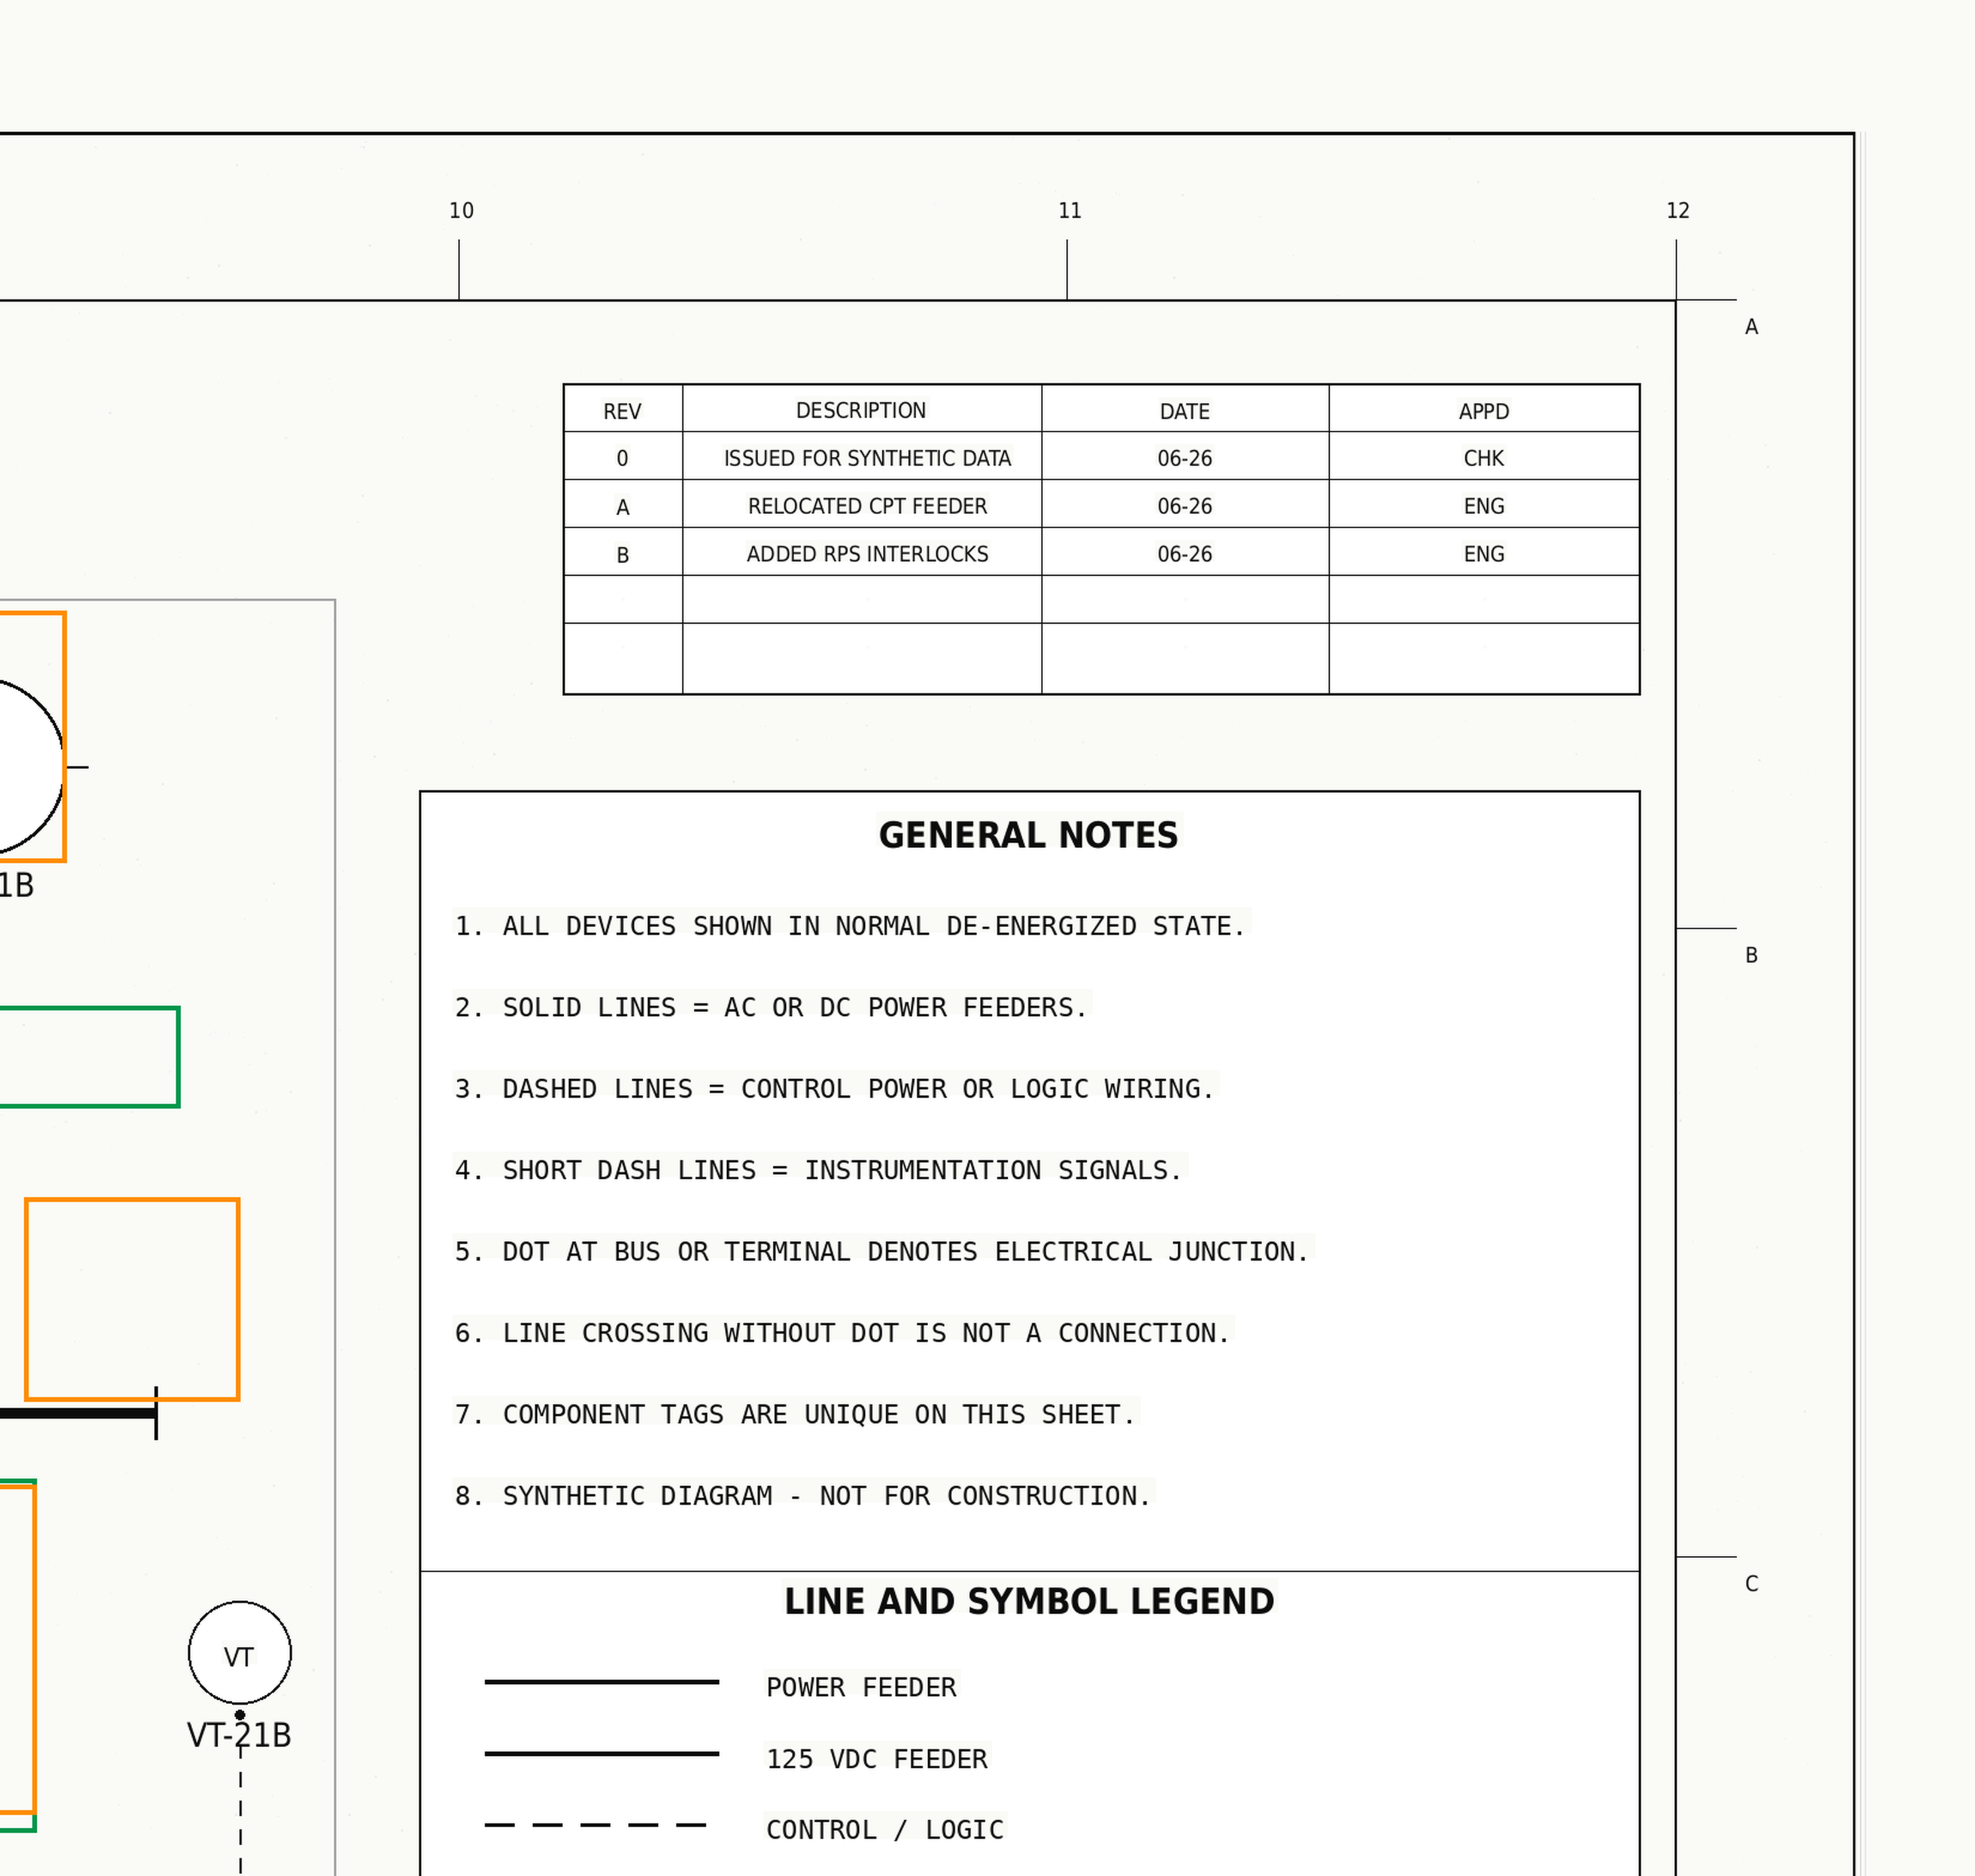 10 11 12
A
REV DESCRIPTION DATE APPD
0 ISSUED FOR SYNTHETIC DATA 06-26 CHK
A RELOCATED CPT FEEDER 06-26 ENG
B ADDED RPS INTERLOCKS 06-26 ENG
GENERAL NOTES
1B
1. ALL DEVICES SHOWN IN NORMAL DE-ENERGIZED STATE.
B
2. SOLID LINES = AC OR DC POWER FEEDERS.
3. DASHED LINES = CONTROL POWER OR LOGIC WIRING.
4. SHORT DASH LINES = INSTRUMENTATION SIGNALS.
5. DOT AT BUS OR TERMINAL DENOTES ELECTRICAL JUNCTION.
6. LINE CROSSING WITHOUT DOT IS NOT A CONNECTION.
7. COMPONENT TAGS ARE UNIQUE ON THIS SHEET.
8. SYNTHETIC DIAGRAM - NOT FOR CONSTRUCTION.
C
LINE AND SYMBOL LEGEND
VT
POWER FEEDER
VT-21B
125 VDC FEEDER
CONTROL / LOGIC